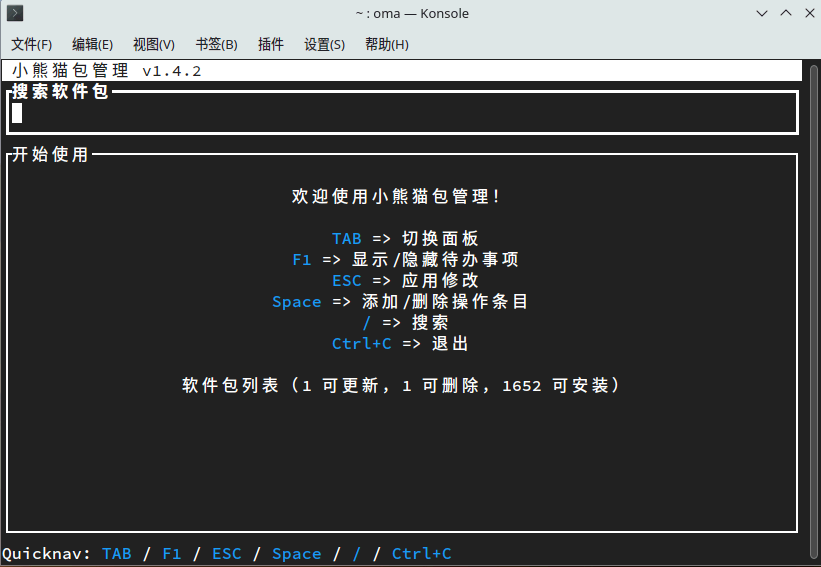 ~ : oma — Konsole
文件(F) 编辑(E) 视图(V) 书签(B) 插件 设置(S) 帮助(H)
小熊猫包管理 v1.4.2
搜索软件包
开始使用
欢迎使用小熊猫包管理！
TAB => 切换面板
F1 => 显示/隐藏待办事项
ESC => 应用修改
Space => 添加/删除操作条目
/ => 搜索
Ctrl+C => 退出
软件包列表（1 可更新，1 可删除，1652 可安装）
Quicknav: TAB / F1 / ESC / Space / / / Ctrl+C